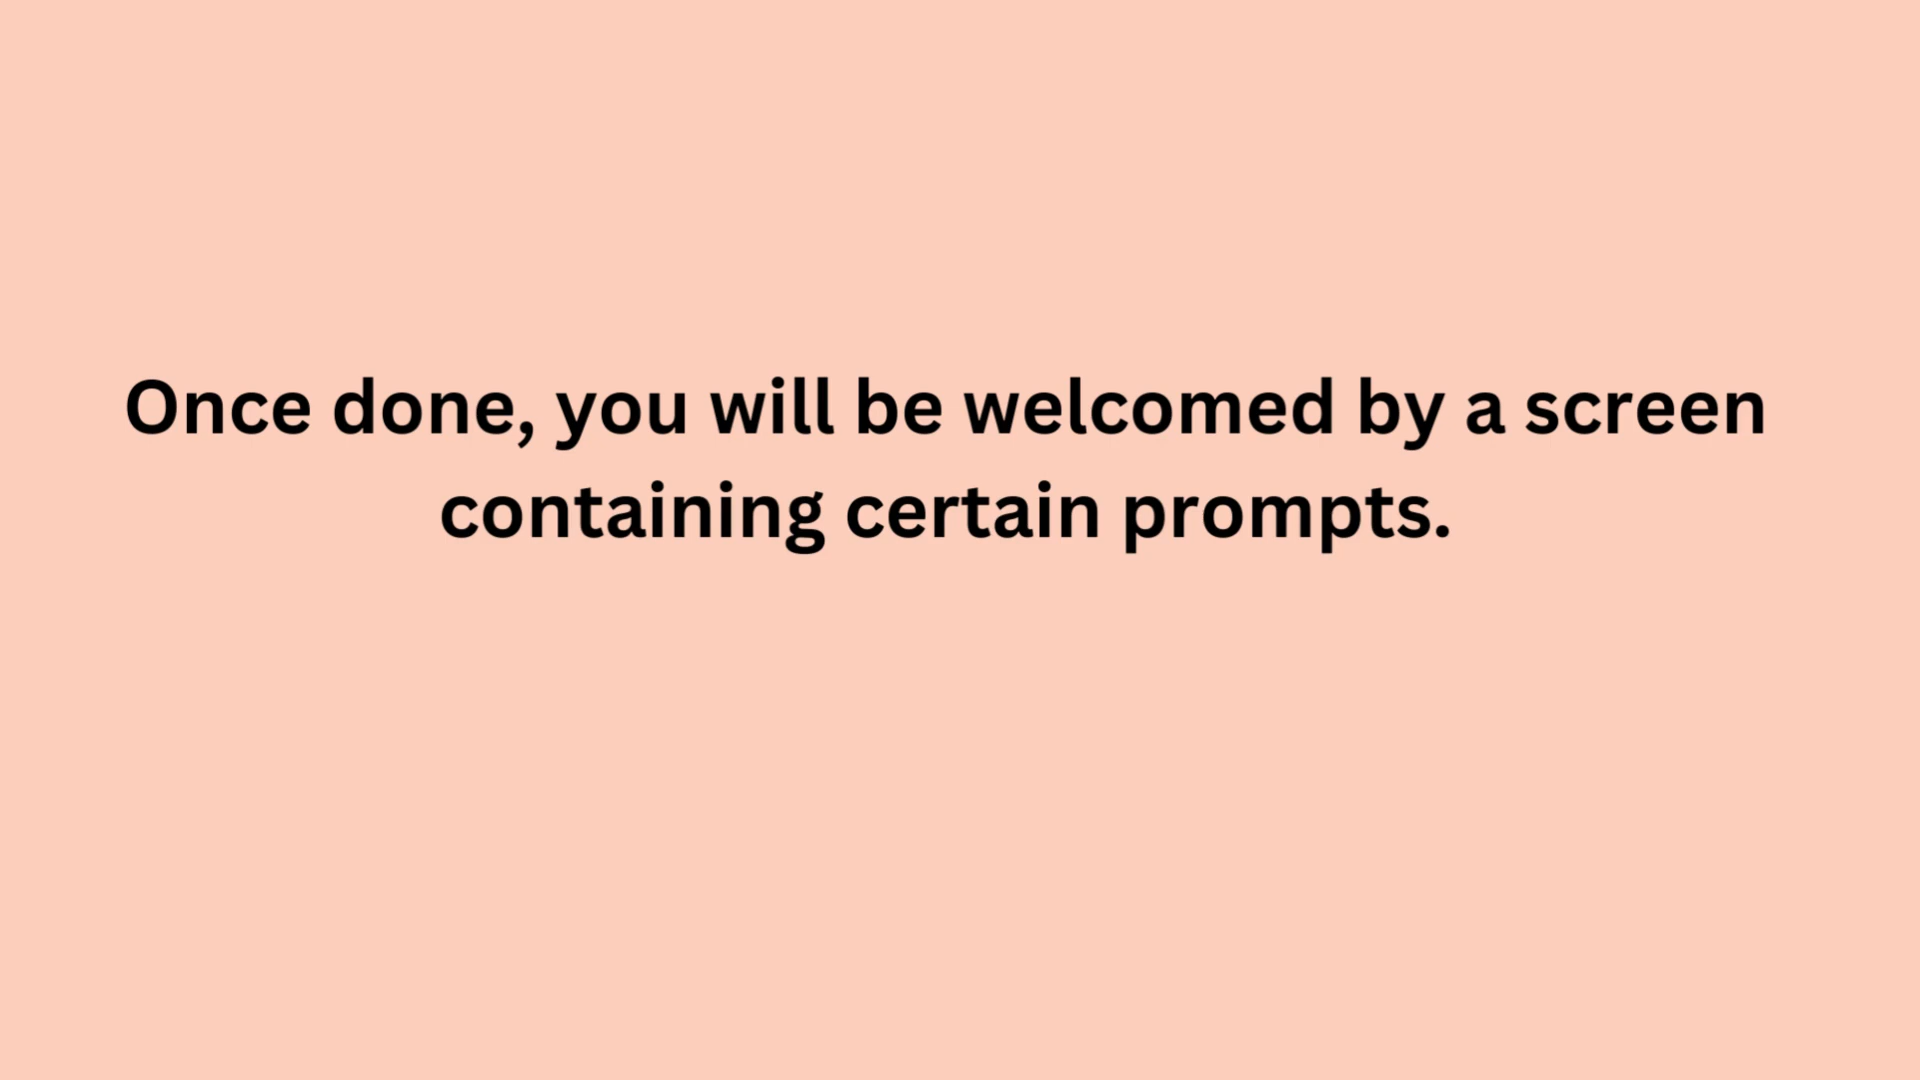 Once done, you will be welcomed by a screen
containing certain prompts.